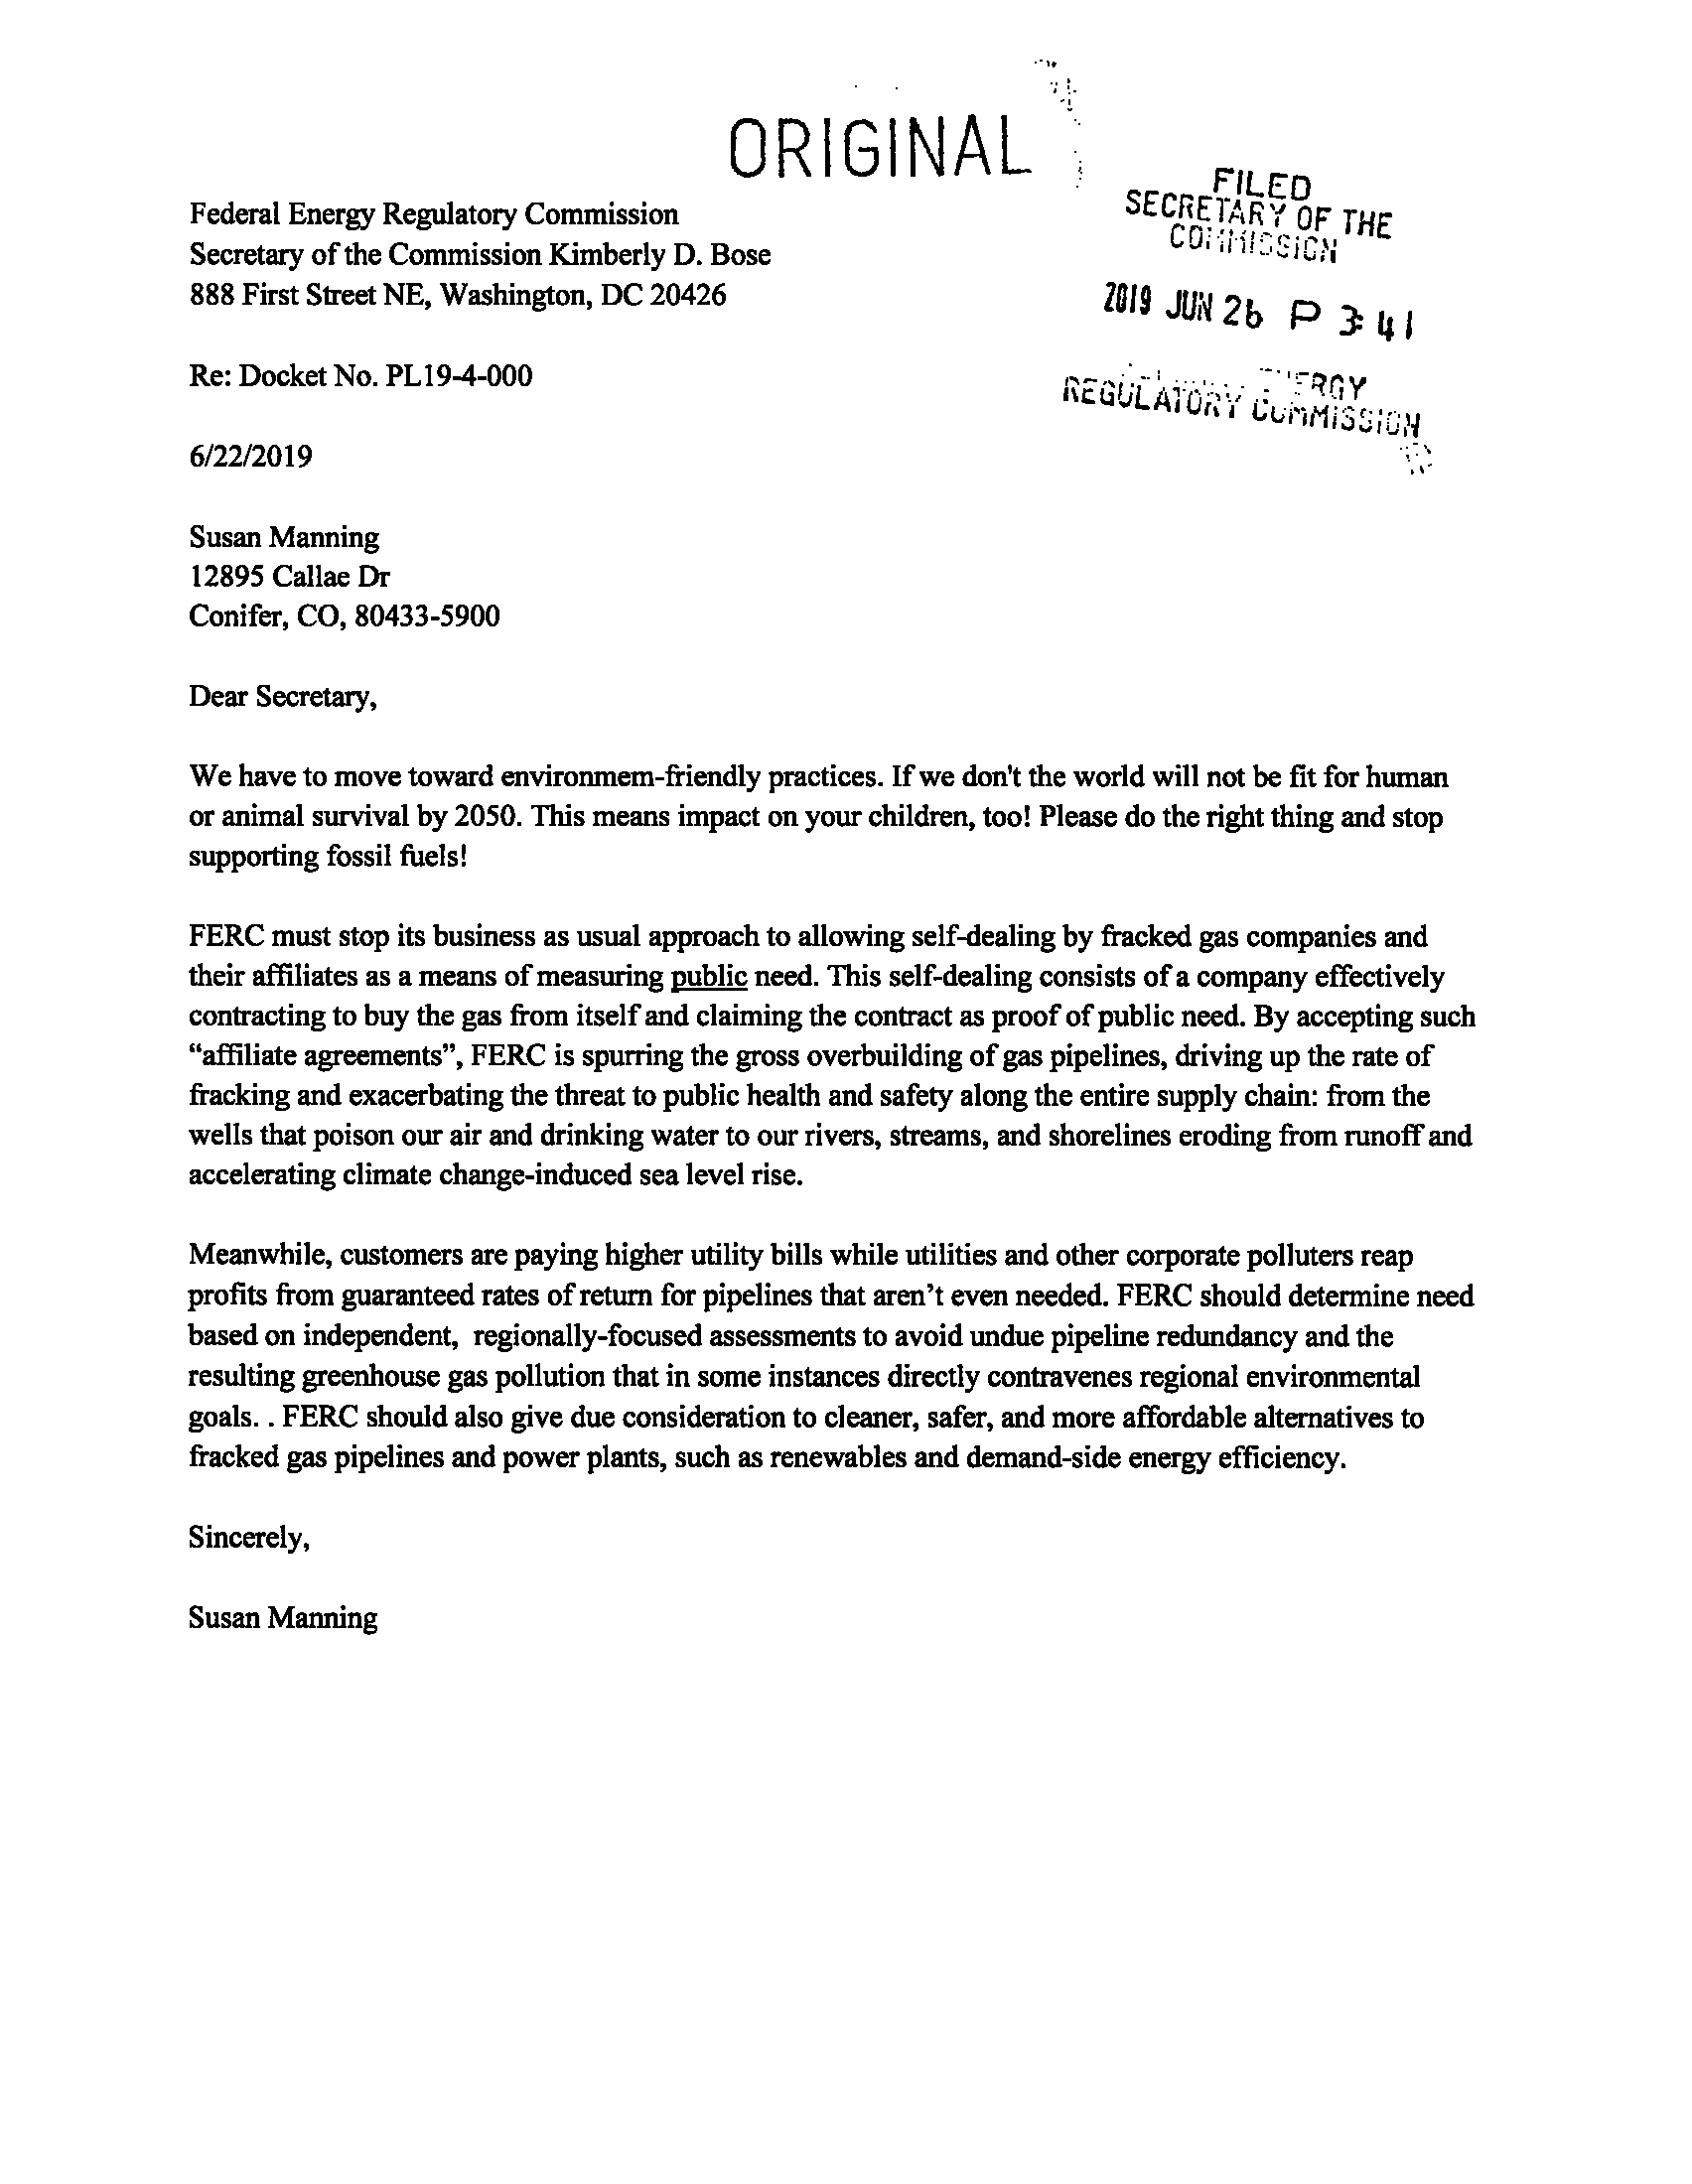 ORIGINAL
FILED
SECRETARY OF THE
COMMISSION
2019 JUN 26 P 3:41
ERGY
REGULATORY COMMISSION
Federal Energy Regulatory Commission
Secretary of the Commission Kimberly D. Bose
888 First Street NE, Washington, DC 20426
Re: Docket No. PL19-4-000
6/22/2019
Susan Manning
12895 Callae Dr
Conifer, CO, 80433-5900
Dear Secretary,
We have to move toward environmem-friendly practices. If we don't the world will not be fit for human
or animal survival by 2050. This means impact on your children, too! Please do the right thing and stop
supporting fossil fuels!
FERC must stop its business as usual approach to allowing self-dealing by fracked gas companies and
their affiliates as a means of measuring public need. This self-dealing consists of a company effectively
contracting to buy the gas from itself and claiming the contract as proof of public need. By accepting such
“affiliate agreements”, FERC is spurring the gross overbuilding of gas pipelines, driving up the rate of
fracking and exacerbating the threat to public health and safety along the entire supply chain: from the
wells that poison our air and drinking water to our rivers, streams, and shorelines eroding from runoff and
accelerating climate change-induced sea level rise.
Meanwhile, customers are paying higher utility bills while utilities and other corporate polluters reap
profits from guaranteed rates of return for pipelines that aren’t even needed. FERC should determine need
based on independent,  regionally-focused assessments to avoid undue pipeline redundancy and the
resulting greenhouse gas pollution that in some instances directly contravenes regional environmental
goals. . FERC should also give due consideration to cleaner, safer, and more affordable alternatives to
fracked gas pipelines and power plants, such as renewables and demand-side energy efficiency.
Sincerely,
Susan Manning